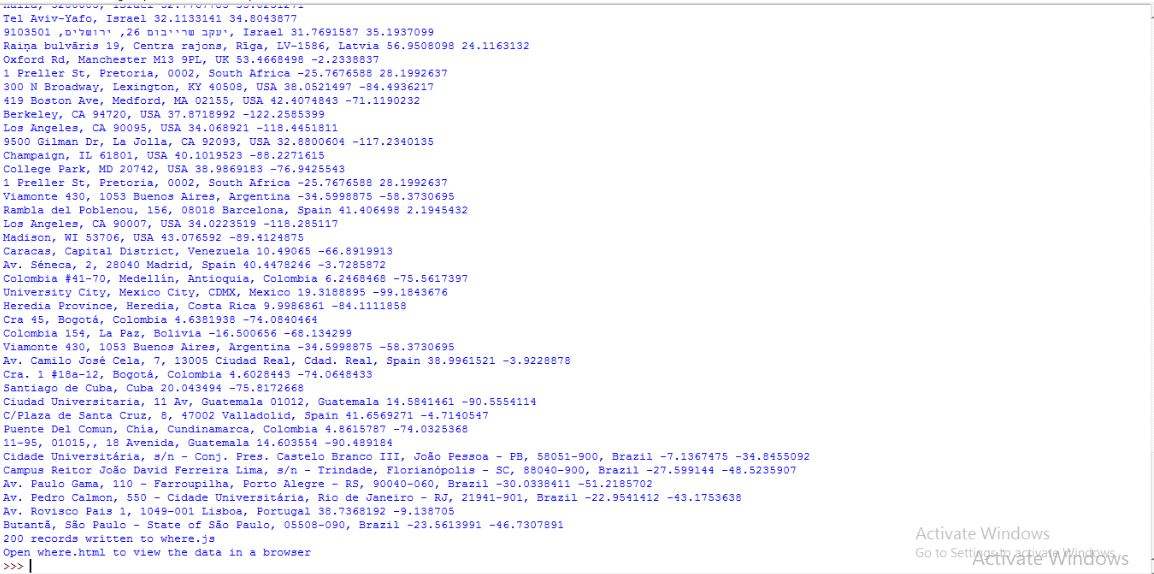 Tel Aviv-Yafo, Israel 32.1133141 34.8043877
9103501 ,יעקב שרייבום 26, ירושלים, Israel 31.7691587 35.1937099
Raiņa bulvāris 19, Centra rajons, Rīga, LV-1586, Latvia 56.9508098 24.1163132
Oxford Rd, Manchester M13 9PL, UK 53.4668498 -2.2338837
1 Preller St, Pretoria, 0002, South Africa -25.7676588 28.1992637
300 N Broadway, Lexington, KY 40508, USA 38.0521497 -84.4936217
419 Boston Ave, Medford, MA 02155, USA 42.4074843 -71.1190232
Berkeley, CA 94720, USA 37.8718992 -122.2585399
Los Angeles, CA 90095, USA 34.068921 -118.4451811
9500 Gilman Dr, La Jolla, CA 92093, USA 32.8800604 -117.2340135
Champaign, IL 61801, USA 40.1019523 -88.2271615
College Park, MD 20742, USA 38.9869183 -76.9425543
1 Preller St, Pretoria, 0002, South Africa -25.7676588 28.1992637
Viamonte 430, 1053 Buenos Aires, Argentina -34.5998875 -58.3730695
Rambla del Poblenou, 156, 08018 Barcelona, Spain 41.406498 2.1945432
Los Angeles, CA 90007, USA 34.0223519 -118.285117
Madison, WI 53706, USA 43.076592 -89.4124875
Caracas, Capital District, Venezuela 10.49065 -66.8919913
Av. Séneca, 2, 28040 Madrid, Spain 40.4478246 -3.7285872
Colombia #41-70, Medellín, Antioquia, Colombia 6.2468468 -75.5617397
University City, Mexico City, CDMX, Mexico 19.3188895 -99.1843676
Heredia Province, Heredia, Costa Rica 9.9986861 -84.1111858
Cra 45, Bogotá, Colombia 4.6381938 -74.0840464
Colombia 154, La Paz, Bolivia -16.500656 -68.134299
Viamonte 430, 1053 Buenos Aires, Argentina -34.5998875 -58.3730695
Av. Camilo José Cela, 7, 13005 Ciudad Real, Cdad. Real, Spain 38.9961521 -3.9228878
Cra. 1 #18a-12, Bogotá, Colombia 4.6028443 -74.0648433
Santiago de Cuba, Cuba 20.043494 -75.8172668
Ciudad Universitaria, 11 Av, Guatemala 01012, Guatemala 14.5841461 -90.5554114
C/Plaza de Santa Cruz, 8, 47002 Valladolid, Spain 41.6569271 -4.7140547
Puente Del Comun, Chía, Cundinamarca, Colombia 4.8615787 -74.0325368
11-95, 01015,, 18 Avenida, Guatemala 14.603554 -90.489184
Cidade Universitária, s/n - Conj. Pres. Castelo Branco III, João Pessoa - PB, 58051-900, Brazil -7.1367475 -34.8455092
Campus Reitor João David Ferreira Lima, s/n - Trindade, Florianópolis - SC, 88040-900, Brazil -27.599144 -48.5235907
Av. Paulo Gama, 110 - Farroupilha, Porto Alegre - RS, 90040-060, Brazil -30.0338411 -51.2185702
Av. Pedro Calmon, 550 - Cidade Universitária, Rio de Janeiro - RJ, 21941-901, Brazil -22.9541412 -43.1753638
Av. Rovisco Pais 1, 1049-001 Lisboa, Portugal 38.7368192 -9.138705
Butantã, São Paulo - State of São Paulo, 05508-090, Brazil -23.5613991 -46.7307891
200 records written to where.js
Open where.html to view the data in a browser
>>>
Activate Windows
Go to Settings to activate Windows.
Activate Windows